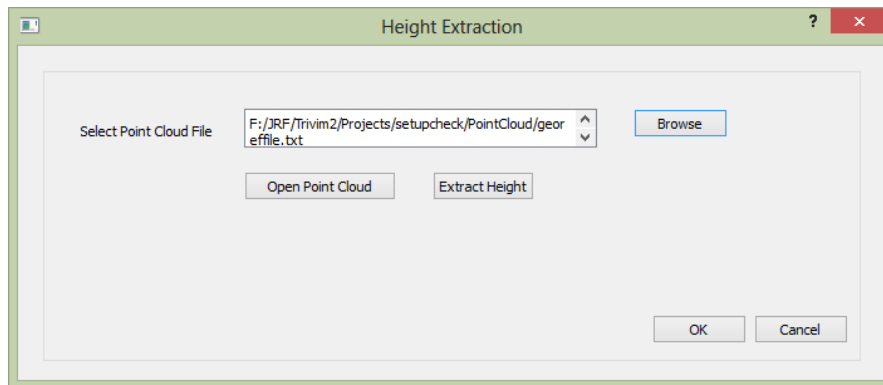 Height Extraction
?
×
Select Point Cloud File
F:/JRF/Trivim2/Projects/setupcheck/PointCloud/geor
effile.txt
Browse
Open Point Cloud
Extract Height
OK
Cancel